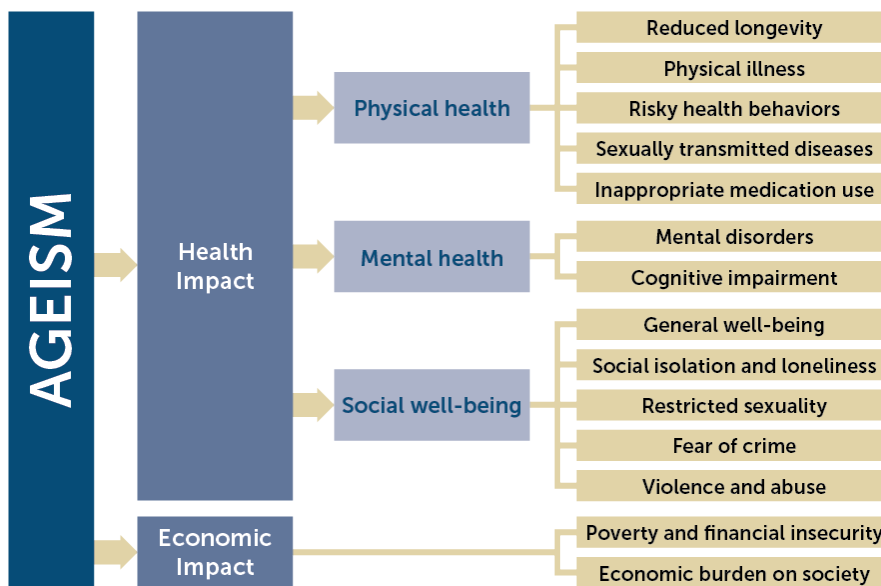 AGEISM
Health
Impact
Physical health
Reduced longevity
Physical illness
Risky health behaviors
Sexually transmitted diseases
Inappropriate medication use
Mental health
Mental disorders
Cognitive impairment
Social well-being
General well-being
Social isolation and loneliness
Restricted sexuality
Fear of crime
Violence and abuse
Economic
Impact
Poverty and financial insecurity
Economic burden on society